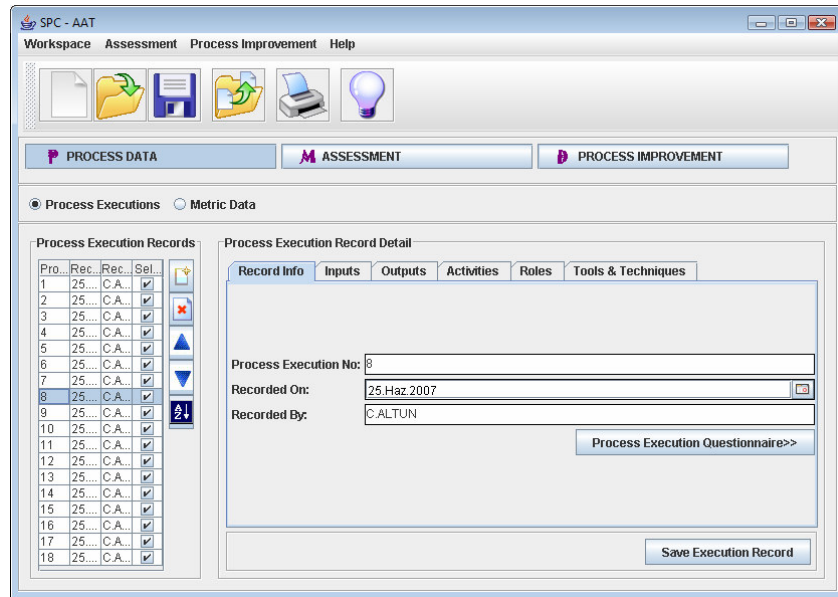 SPC - AAT
Workspace Assessment Process Improvement Help
P PROCESS DATA M ASSESSMENT D PROCESS IMPROVEMENT
Process Executions Metric Data
Process Execution Records
Pro... Rec... Rec... Sel...
1 25.... C.A...
2 25.... C.A...
3 25.... C.A...
4 25.... C.A...
5 25.... C.A...
6 25.... C.A...
7 25.... C.A...
8 25.... C.A...
9 25.... C.A...
10 25.... C.A...
11 25.... C.A...
12 25.... C.A...
13 25.... C.A...
14 25.... C.A...
15 25.... C.A...
16 25.... C.A...
17 25.... C.A...
18 25.... C.A...
A Z
Process Execution Record Detail
Record Info Inputs Outputs Activities Roles Tools & Techniques
Process Execution No: 8
Recorded On: 25.Haz.2007
Recorded By: C.ALTUN
Process Execution Questionnaire>>
Save Execution Record